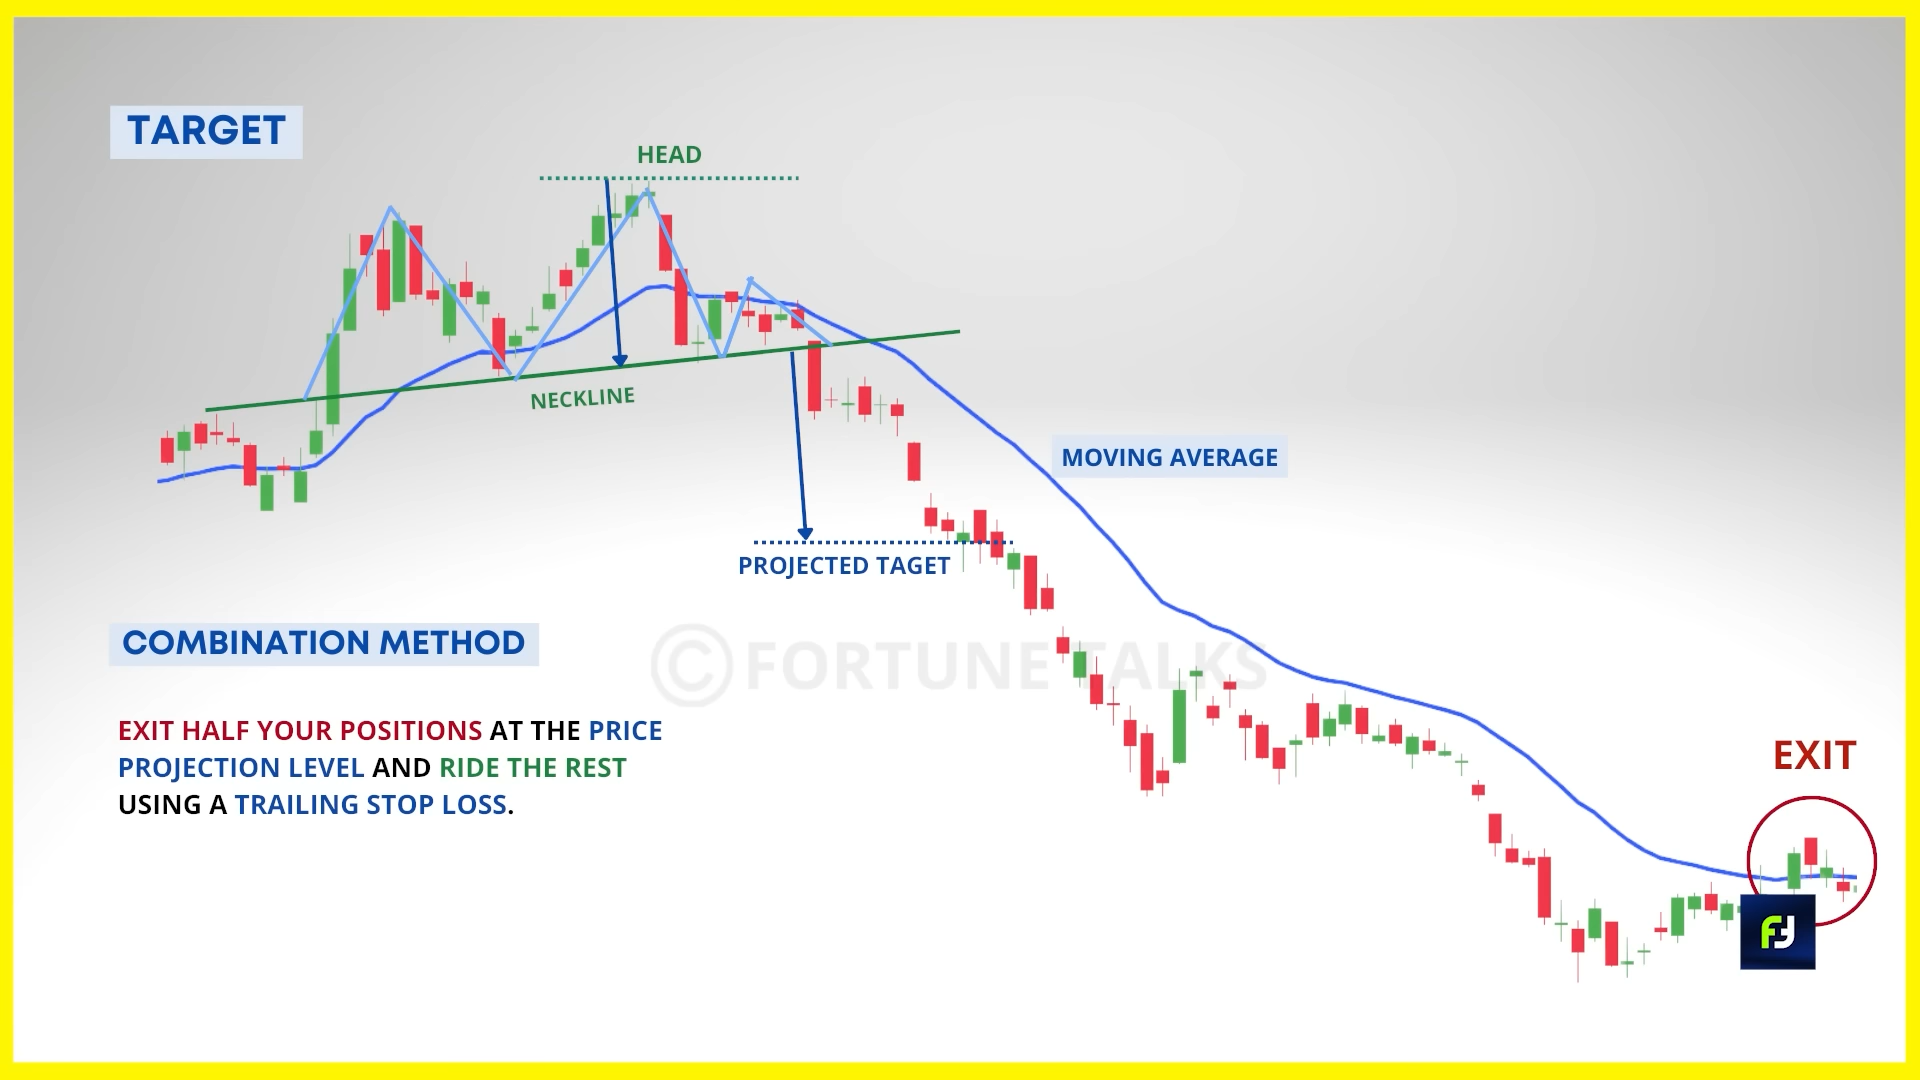 TARGET
HEAD
NECKLINE
MOVING AVERAGE
PROJECTED TAGET
COMBINATION METHOD
© FORTUNE TALKS
EXIT HALF YOUR POSITIONS AT THE PRICE
PROJECTION LEVEL AND RIDE THE REST
USING A TRAILING STOP LOSS.
EXIT